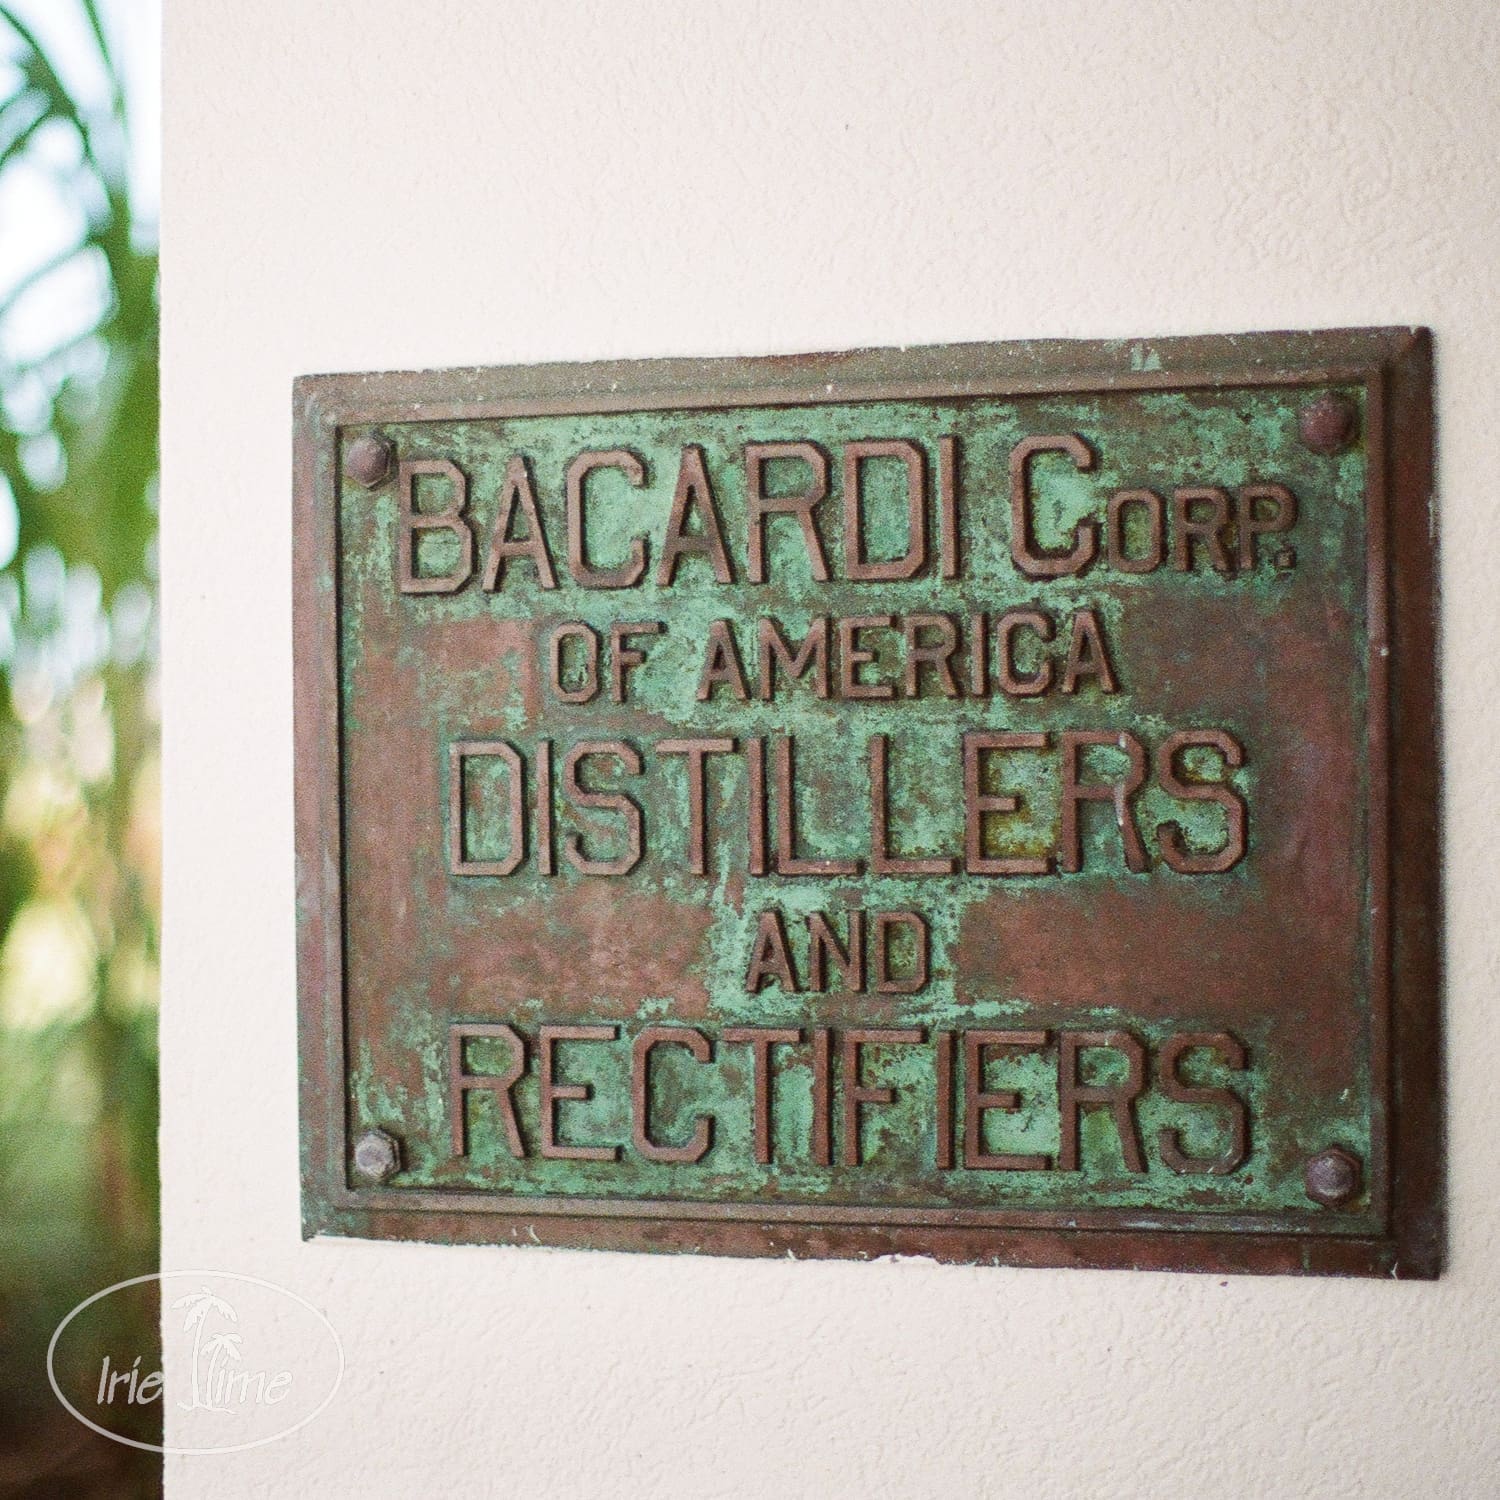 BACARDI CORP.
OF AMERICA
DISTILLERS
AND
RECTIFIERS
Irie Time